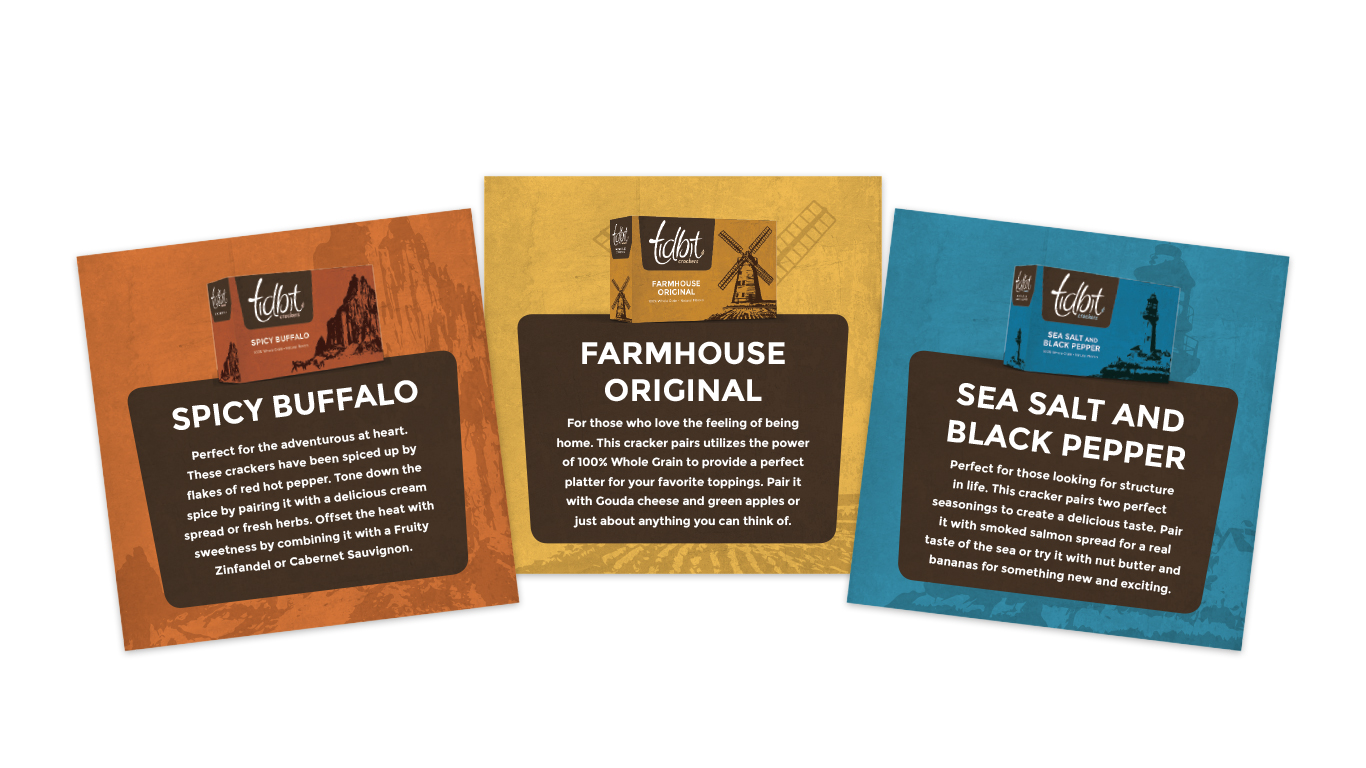 tidbit
crackers
SPICY BUFFALO
SPICY BUFFALO
Perfect for the adventurous at heart.
These crackers have been spiced up by
flakes of red hot pepper. Tone down the
spice by pairing it with a delicious cream
spread or fresh herbs. Offset the heat with
sweetness by combining it with a Fruity
Zinfandel or Cabernet Sauvignon.
tidbit
tidbit
crackers
FARMHOUSE
ORIGINAL
FARMHOUSE
ORIGINAL
For those who love the feeling of being
home. This cracker pairs utilizes the power
of 100% Whole Grain to provide a perfect
platter for your favorite toppings. Pair it
with Gouda cheese and green apples or
just about anything you can think of.
tidbit
crackers
SEA SALT AND
BLACK PEPPER
SEA SALT AND
BLACK PEPPER
Perfect for those looking for structure
in life. This cracker pairs two perfect
seasonings to create a delicious taste. Pair
it with smoked salmon spread for a real
taste of the sea or try it with nut butter and
bananas for something new and exciting.